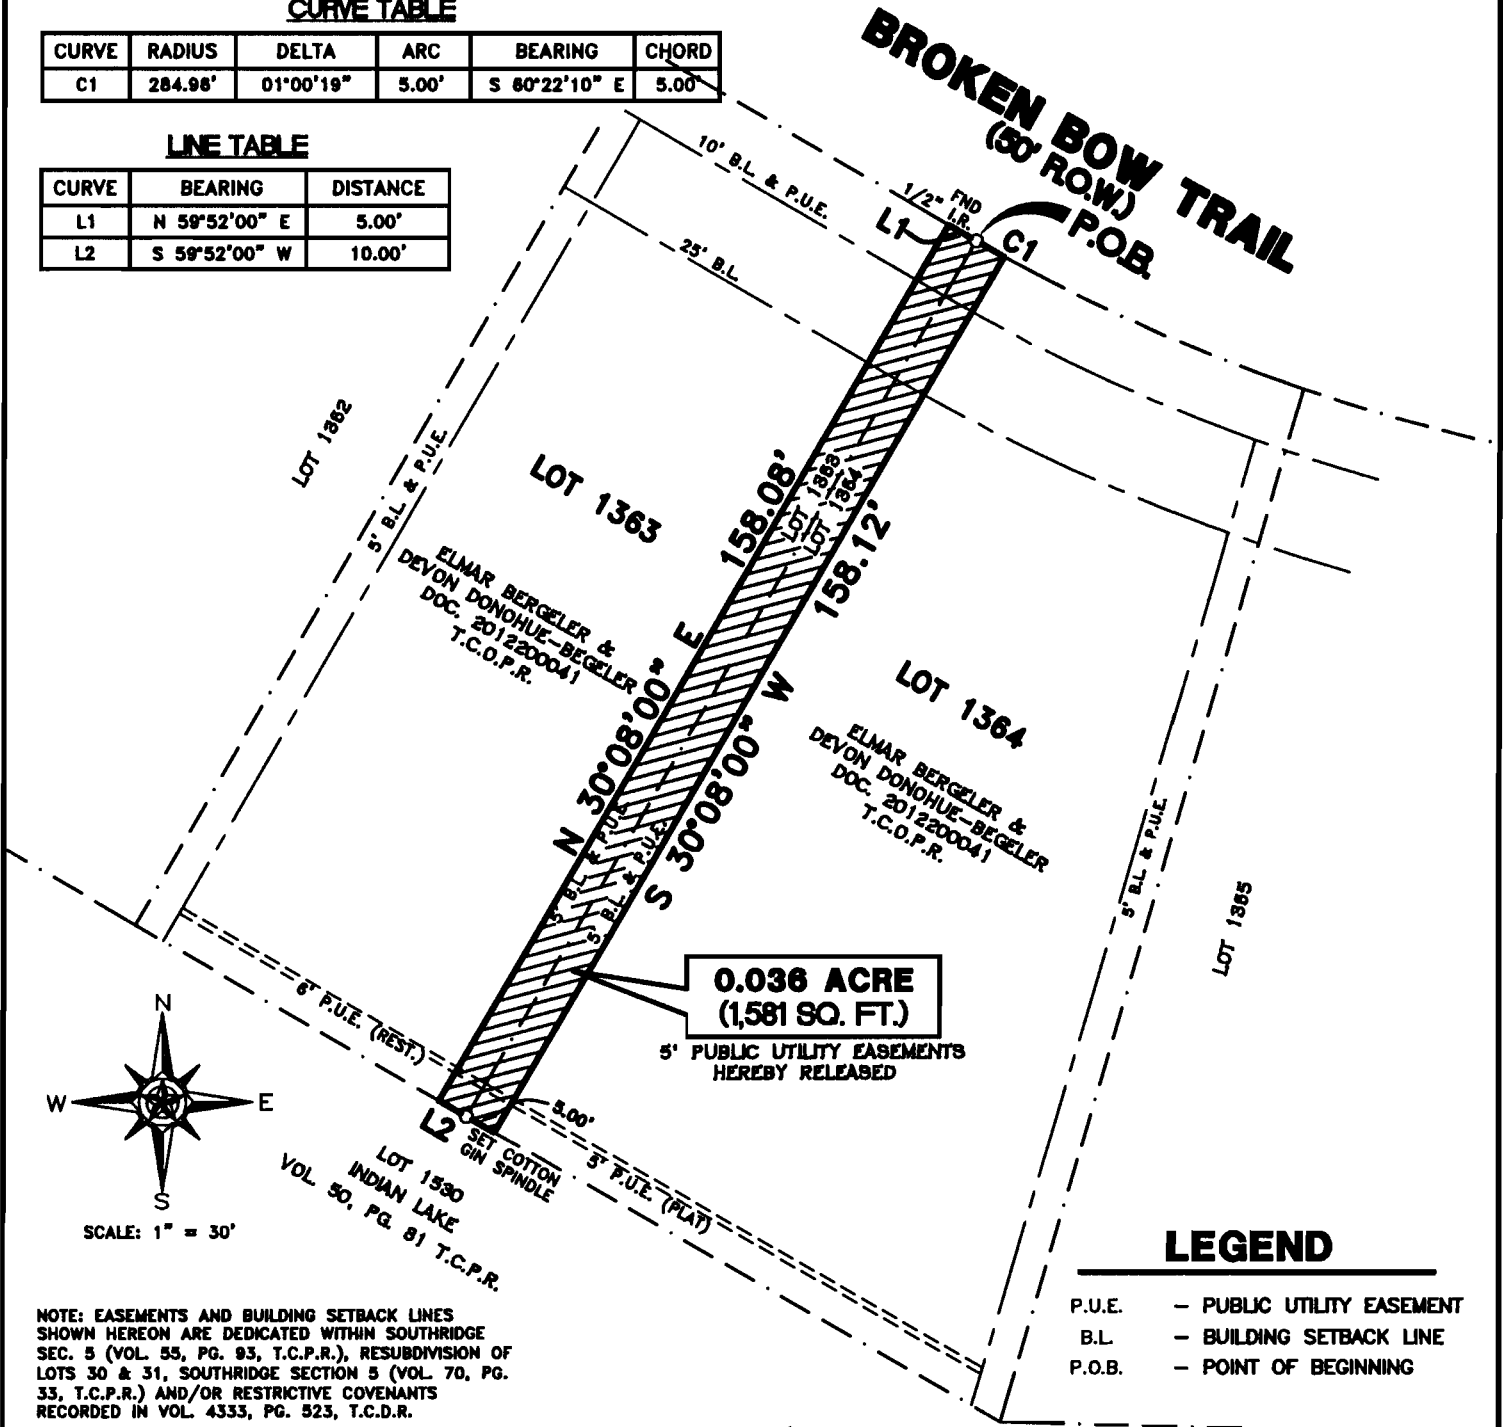 CURVE TABLE
CURVE RADIUS DELTA ARC BEARING CHORD
C1 284.98' 01°00'19" 5.00' S 60°22'10" E 5.00'
LINE TABLE
CURVE BEARING DISTANCE
L1 N 59°52'00" E 5.00'
L2 S 59°52'00" W 10.00'
BROKEN BOW TRAIL
(50' R.O.W.)
P.O.B.
FND
1/2" I.R.
L1
C1
10' B.L. & P.U.E.
25' B.L.
LOT 1362
5' B.L. & P.U.E.
LOT 1363
ELMAR BERGELER &
DEVON DONOHUE-BEGELER
DOC. 2012200041
T.C.O.P.R.
158.08'
N 30°08'00" E
LOT 1363
LOT 1364
158.12'
S 30°08'00" W
5' B.L. & P.U.E.
5' B.L. & P.U.E.
LOT 1364
ELMAR BERGELER &
DEVON DONOHUE-BEGELER
DOC. 2012200041
T.C.O.P.R.
5' B.L. & P.U.E.
LOT 1365
0.036 ACRE
(1,581 SQ. FT.)
5' PUBLIC UTILITY EASEMENTS
HEREBY RELEASED
6' P.U.E. (REST.)
5.00'
L2
SET COTTON
GIN SPINDLE
5' P.U.E. (PLAT)
LOT 1530
INDIAN LAKE
VOL. 50, PG. 81 T.C.P.R.
N
W
E
S
SCALE: 1" = 30'
NOTE: EASEMENTS AND BUILDING SETBACK LINES
SHOWN HEREON ARE DEDICATED WITHIN SOUTHRIDGE
SEC. 5 (VOL. 55, PG. 93, T.C.P.R.), RESUBDIVISION OF
LOTS 30 & 31, SOUTHRIDGE SECTION 5 (VOL. 70, PG.
33, T.C.P.R.) AND/OR RESTRICTIVE COVENANTS
RECORDED IN VOL. 4333, PG. 523, T.C.D.R.
LEGEND
P.U.E. - PUBLIC UTILITY EASEMENT
B.L. - BUILDING SETBACK LINE
P.O.B. - POINT OF BEGINNING